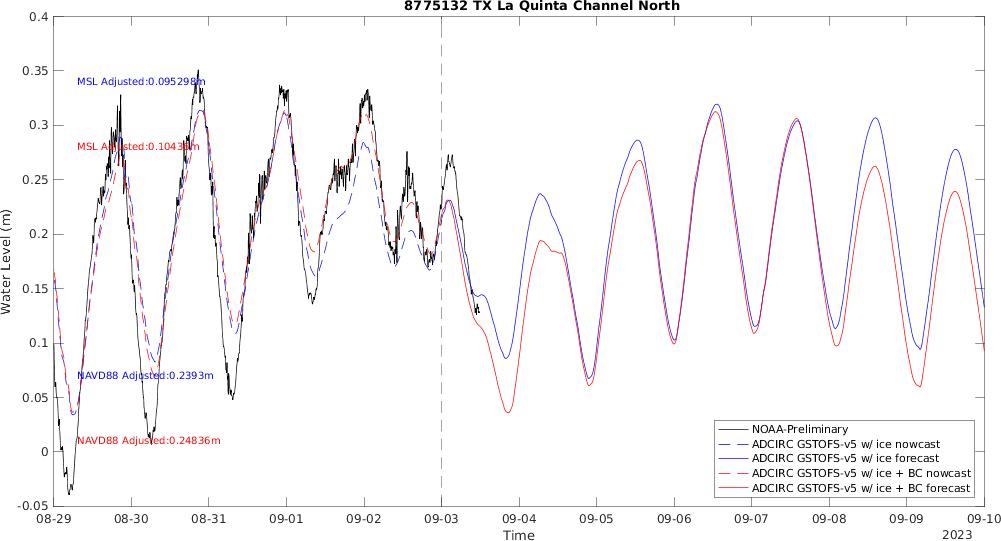 8775132 TX La Quinta Channel North
0.4
0.35
0.3
0.25
0.2
0.15
0.1
0.05
0
-0.05
Water Level (m)
MSL Adjusted:0.095298m
NAVD88 Adjusted:0.2393m
NAVD88 Adjusted:0.24836m
NOAA-Preliminary
ADCIRC GSTOFS-v5 w/ ice nowcast
ADCIRC GSTOFS-v5 w/ ice forecast
ADCIRC GSTOFS-v5 w/ ice + BC nowcast
ADCIRC GSTOFS-v5 w/ ice + BC forecast
08-29 08-30 08-31 09-01 09-02 09-03 09-04 09-05 09-06 09-07 09-08 09-09 09-10
Time
2023